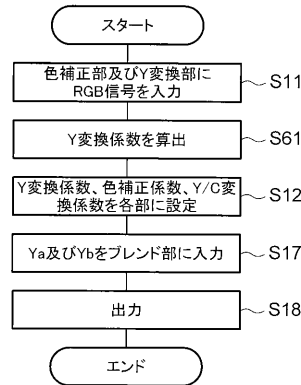 スタート
色補正部及びY変換部に
RGB信号を入力
S11
Y変換係数を算出
S61
Y変換係数、色補正係数、Y/C変
換係数を各部に設定
S12
Ya及びYbをブレンド部に入力
S17
出力
S18
エンド